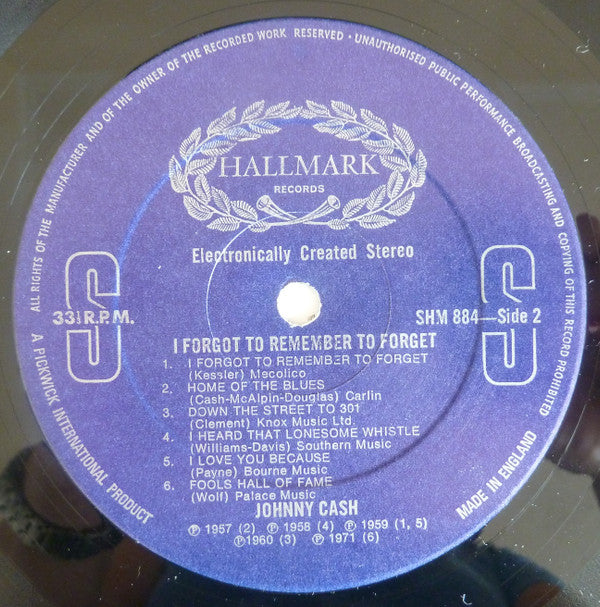 ALL RIGHTS OF THE MANUFACTURER AND OF THE OWNER OF THE RECORDED WORK RESERVED · UNAUTHORISED PUBLIC PERFORMANCE BROADCASTING AND COPYING OF THIS RECORD PROHIBITED
HALLMARK
RECORDS
Electronically Created Stereo
S S
33⅓ R.P.M.
SHM 884—Side 2
I FORGOT TO REMEMBER TO FORGET
1. I FORGOT TO REMEMBER TO FORGET
(Kessler) Mecolico
2. HOME OF THE BLUES
(Cash-McAlpin-Douglas) Carlin
3. DOWN THE STREET TO 301
(Clement) Knox Music Ltd.
4. I HEARD THAT LONESOME WHISTLE
(Williams-Davis) Southern Music
5. I LOVE YOU BECAUSE
(Payne) Bourne Music
6. FOOLS HALL OF FAME
(Wolf) Palace Music
JOHNNY CASH
℗ 1957 (2) ℗ 1958 (4) ℗ 1959 (1, 5)
℗1960 (3) ℗ 1971 (6)
A PICKWICK INTERNATIONAL PRODUCT
MADE IN ENGLAND